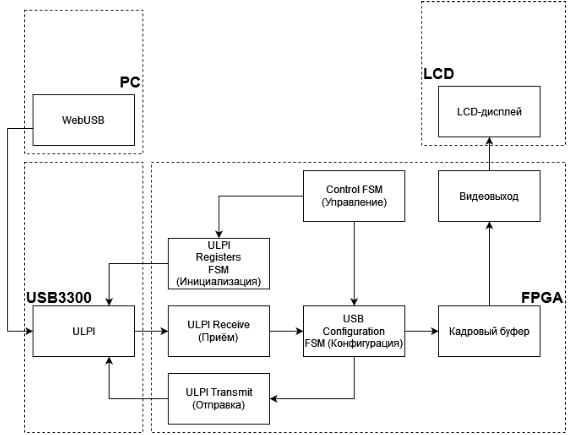 LCD
PC
WebUSB
LCD-дисплей
Control FSM
(Управление)
Видеовыход
ULPI
Registers
FSM
(Инициализация)
USB3300
FPGA
ULPI
ULPI Receive
(Приём)
USB
Configuration
FSM (Конфигурация)
Кадровый буфер
ULPI Transmit
(Отправка)